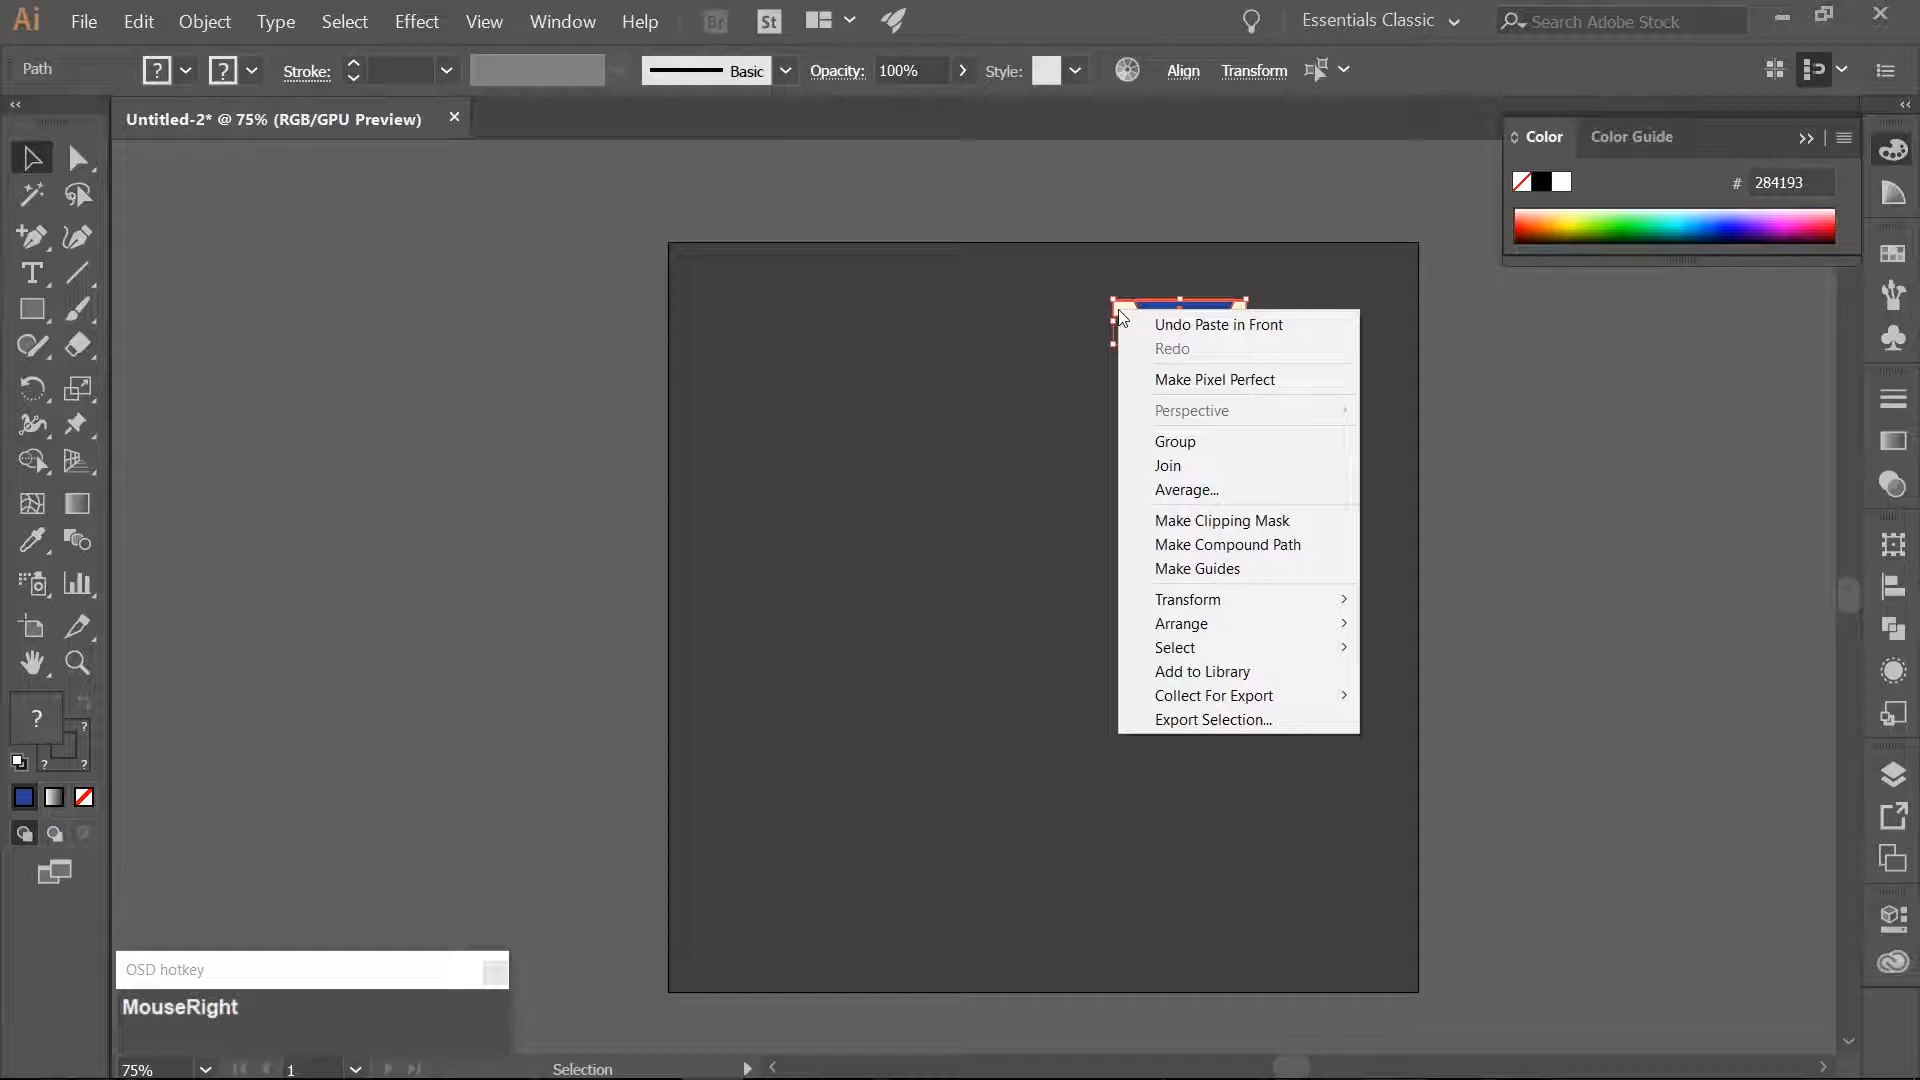 Ai File Edit Object Type Select Effect View Window Help Br St Essentials Classic Search Adobe Stock
Path ? ? Stroke: Basic Opacity: 100% Style: Align Transform
Untitled-2* @ 75% (RGB/GPU Preview)
Color Color Guide
# 284193
Undo Paste in Front
Redo
Make Pixel Perfect
Perspective
Group
Join
Average...
Make Clipping Mask
Make Compound Path
Make Guides
Transform
Arrange
Select
Add to Library
Collect For Export
Export Selection...
T
? ?
? ?
OSD hotkey
MouseRight
75% 1 Selection